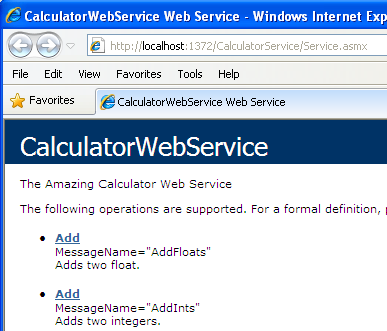 CalculatorWebService Web Service - Windows Internet Exp
http://localhost:1372/CalculatorService/Service.asmx
File Edit View Favorites Tools Help
Favorites CalculatorWebService Web Service
CalculatorWebService
The Amazing Calculator Web Service
The following operations are supported. For a formal definition,
• Add
MessageName="AddFloats"
Adds two float.
• Add
MessageName="AddInts"
Adds two integers.